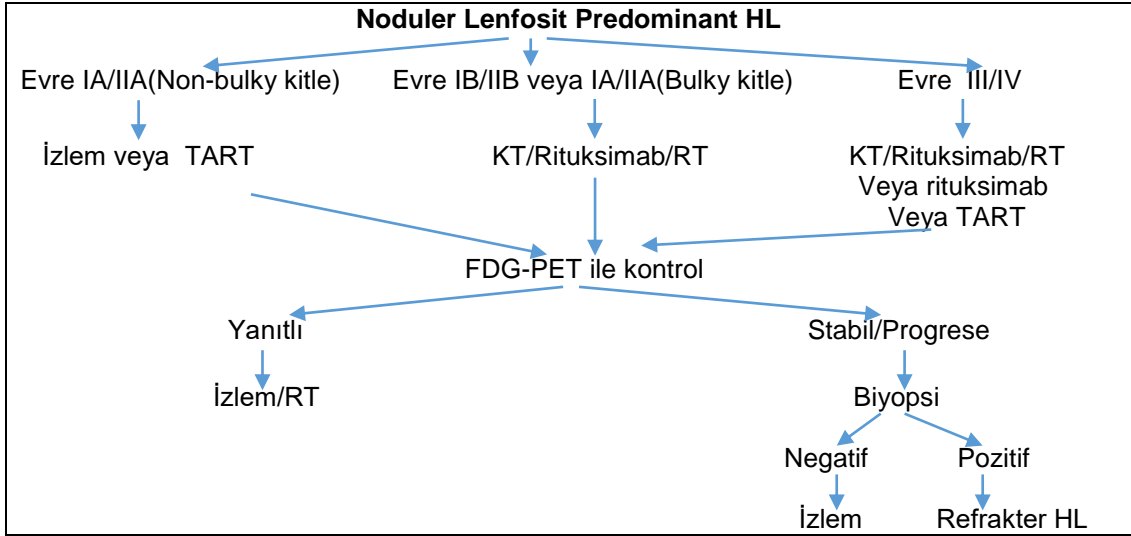 Noduler Lenfosit Predominant HL
Evre IA/IIA(Non-bulky kitle) Evre IB/IIB veya IA/IIA(Bulky kitle) Evre III/IV
İzlem veya TART KT/Rituksimab/RT KT/Rituksimab/RT
Veya rituksimab
Veya TART
FDG-PET ile kontrol
Yanıtlı Stabil/Progrese
İzlem/RT Biyopsi
Negatif Pozitif
İzlem Refrakter HL